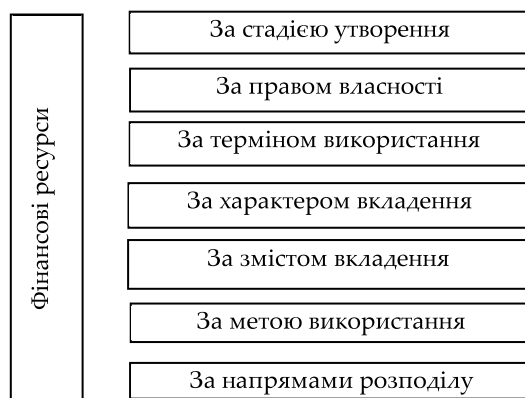 Фінансові ресурси
За стадією утворення
За правом власності
За терміном використання
За характером вкладення
За змістом вкладення
За метою використання
За напрямами розподілу